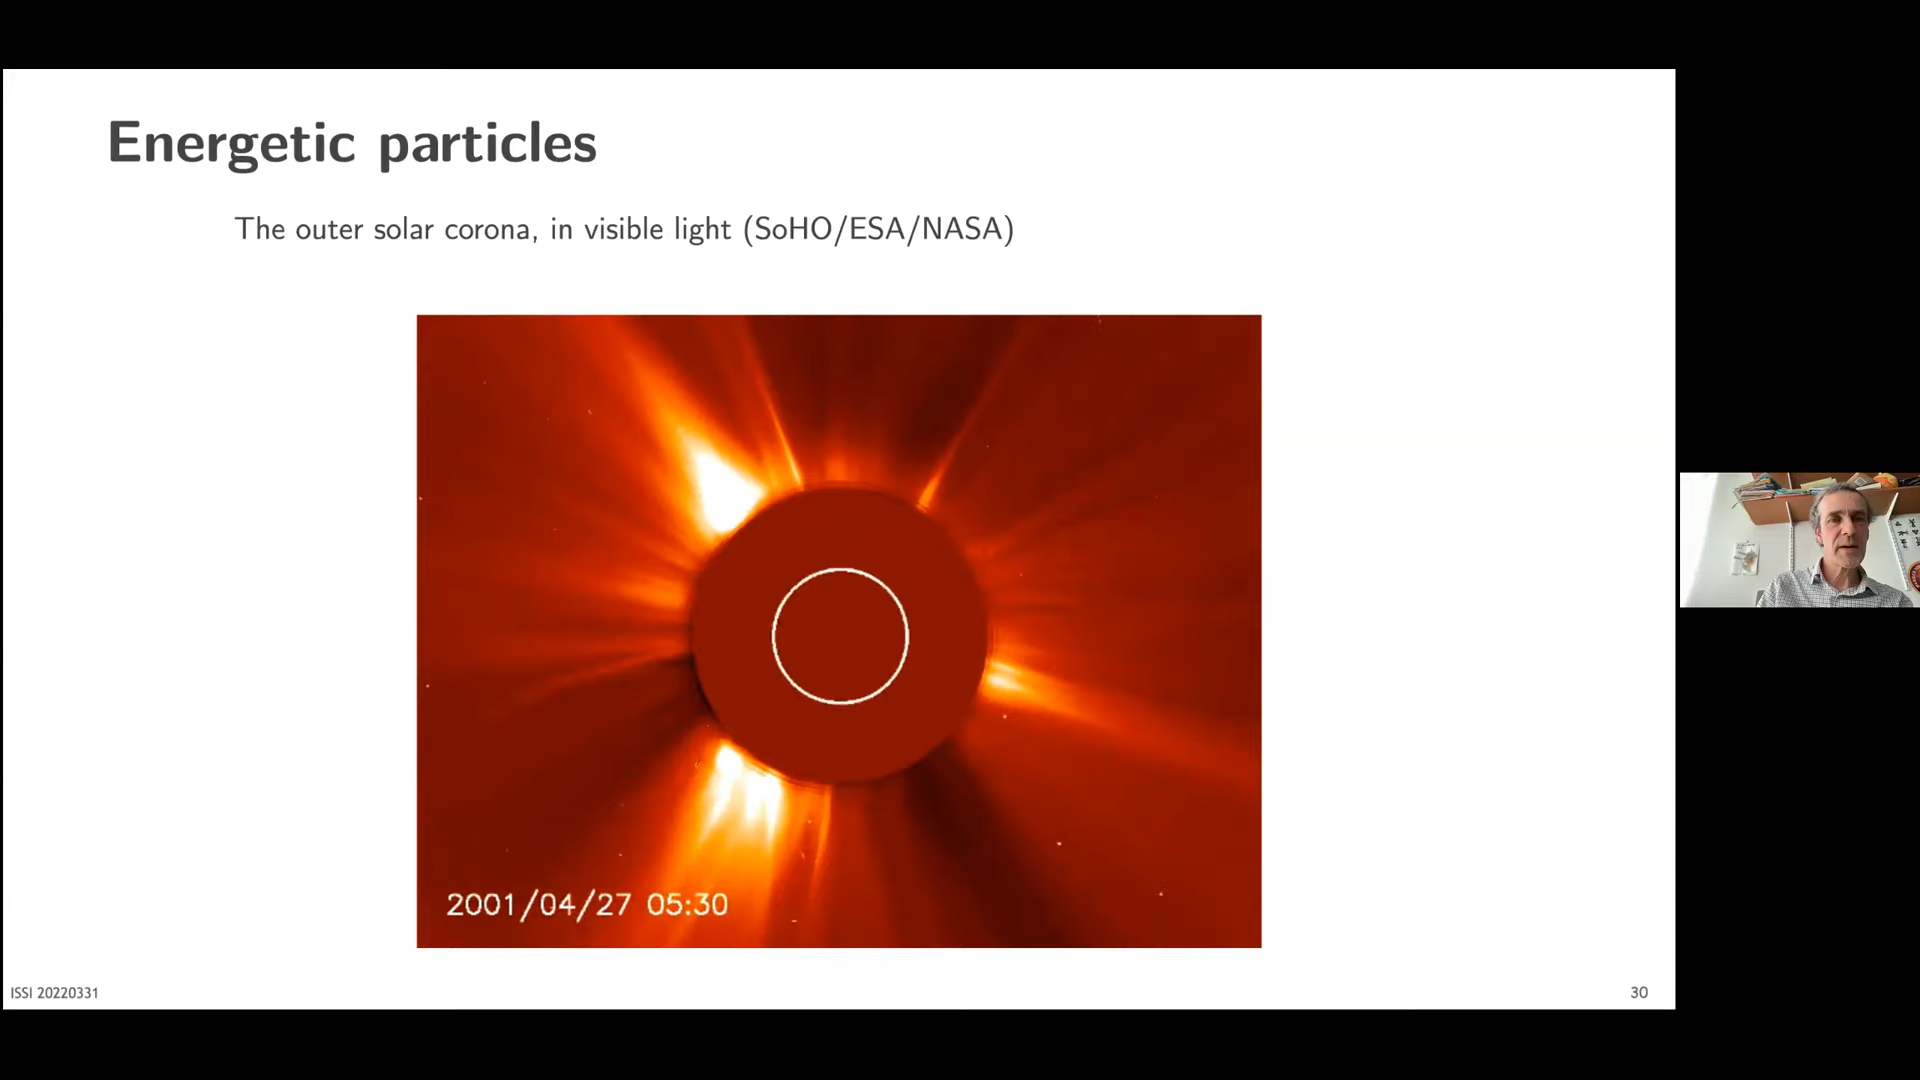 Energetic particles
The outer solar corona, in visible light (SoHO/ESA/NASA)
2001/04/27 05:30
ISSI 20220331
30